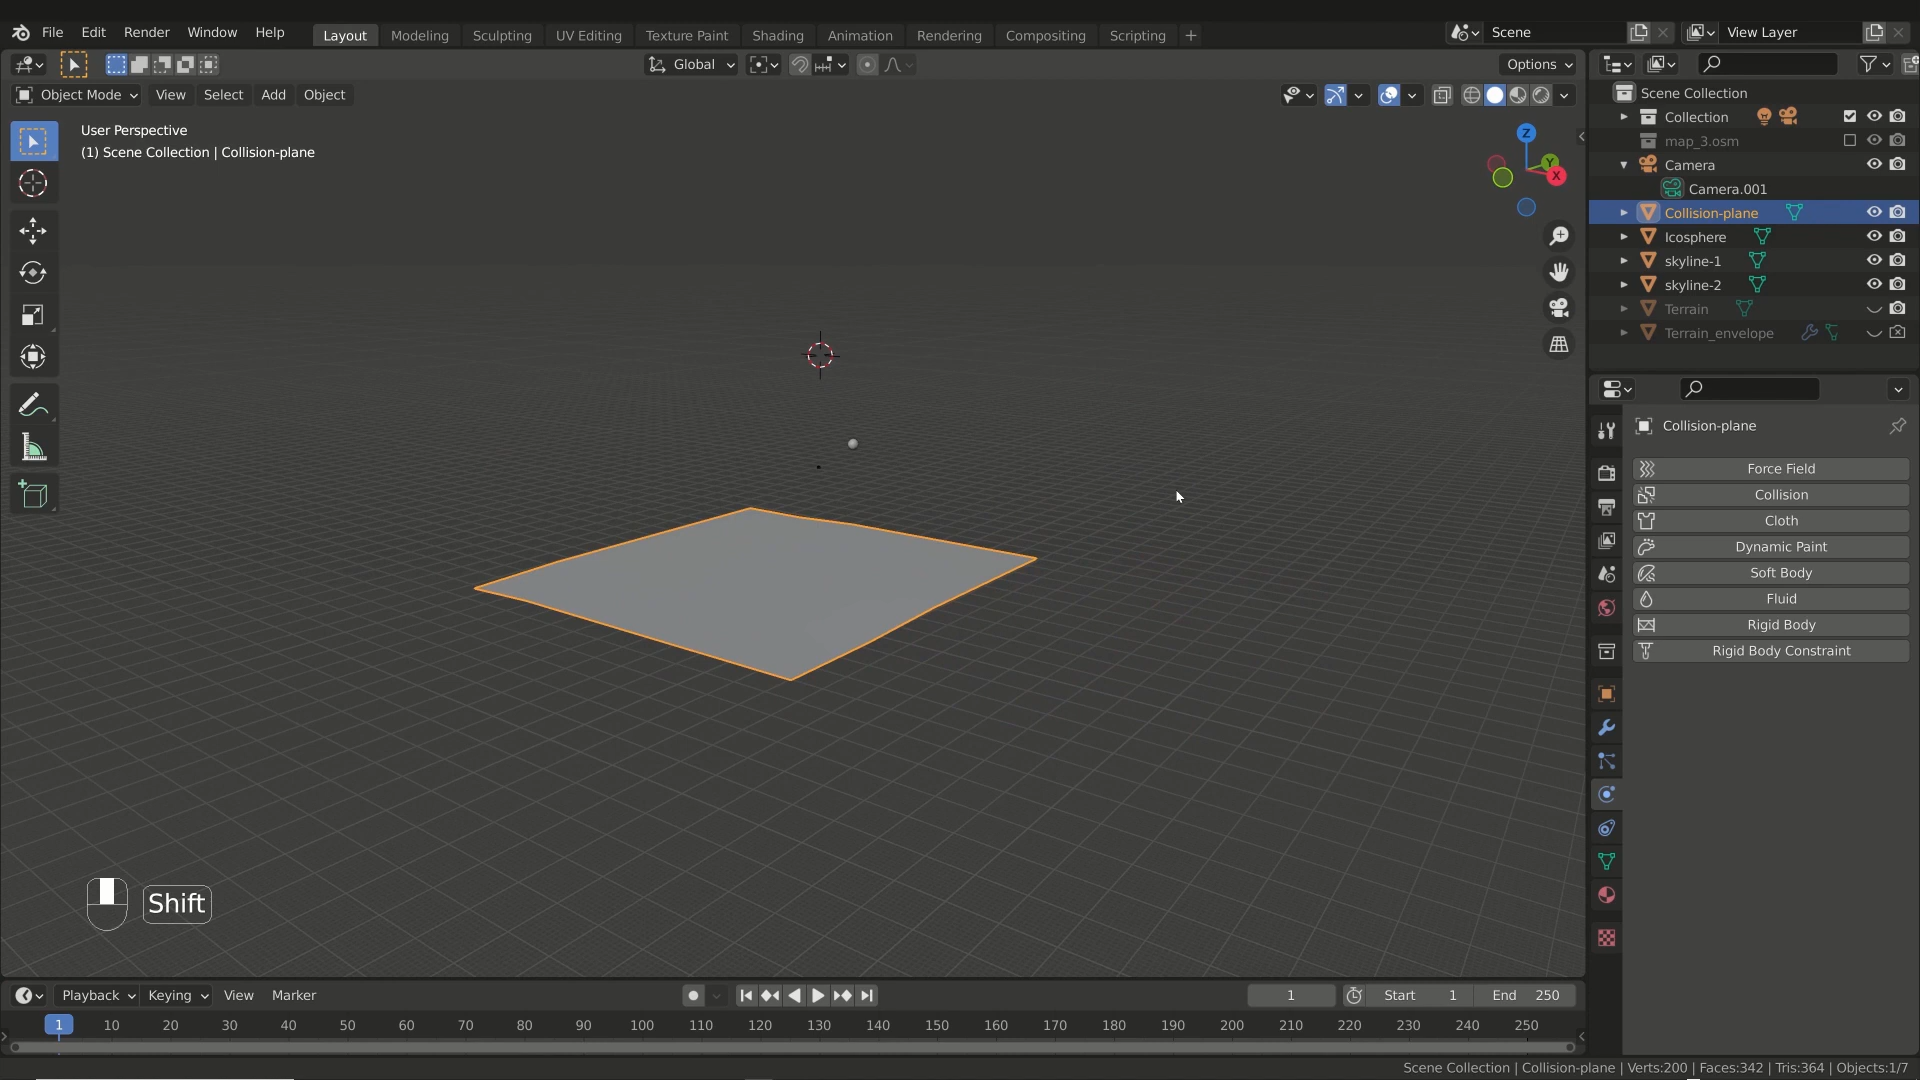 File Edit Render Window Help
Layout Modeling Sculpting UV Editing Texture Paint Shading Animation Rendering Compositing Scripting +
Scene View Layer
Global Options
Object Mode View Select Add Object
User Perspective
(1) Scene Collection | Collision-plane
Z
Y
X
Scene Collection
Collection
map_3.osm
Camera
Camera.001
Collision-plane
Icosphere
skyline-1
skyline-2
Terrain
Terrain_envelope
Collision-plane
Force Field
Collision
Cloth
Dynamic Paint
Soft Body
Fluid
Rigid Body
Rigid Body Constraint
Shift
Playback Keying View Marker 1 Start 1 End 250
1 10 20 30 40 50 60 70 80 90 100 110 120 130 140 150 160 170 180 190 200 210 220 230 240 250
Scene Collection | Collision-plane | Verts:200 | Faces:342 | Tris:364 | Objects:1/7